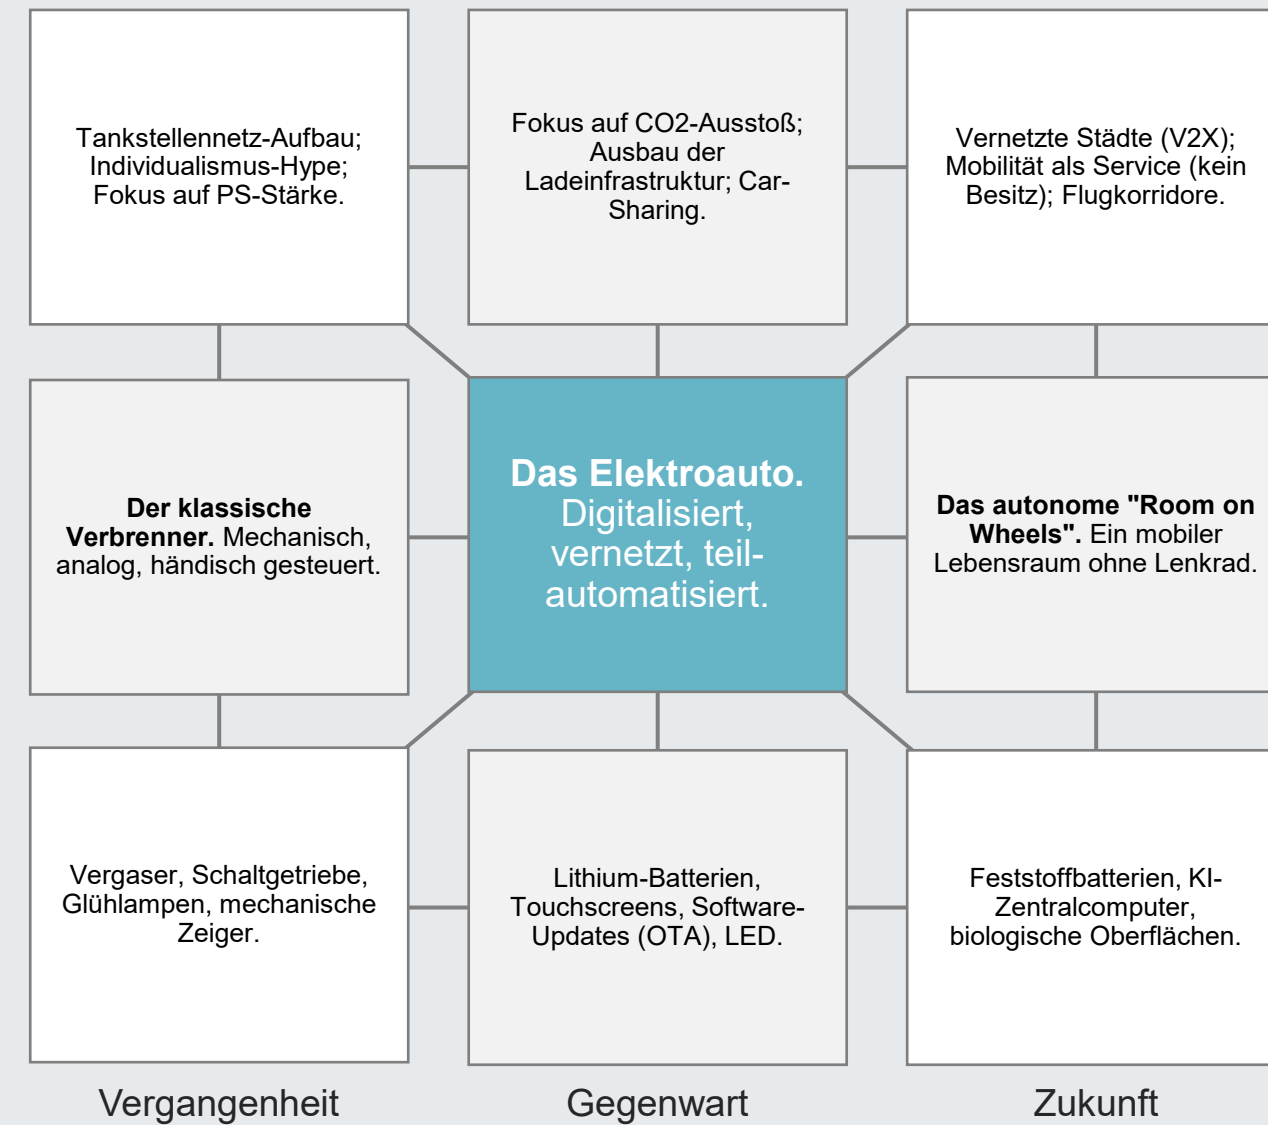 Tankstellennetz-Aufbau;
Individualismus-Hype;
Fokus auf PS-Stärke.
Fokus auf CO2-Ausstoß;
Ausbau der
Ladeinfrastruktur; Car-
Sharing.
Vernetzte Städte (V2X);
Mobilität als Service (kein
Besitz); Flugkorridore.
Der klassische
Verbrenner. Mechanisch,
analog, händisch gesteuert.
Das Elektroauto.
Digitalisiert,
vernetzt, teil-
automatisiert.
Das autonome "Room on
Wheels". Ein mobiler
Lebensraum ohne Lenkrad.
Vergaser, Schaltgetriebe,
Glühlampen, mechanische
Zeiger.
Lithium-Batterien,
Touchscreens, Software-
Updates (OTA), LED.
Feststoffbatterien, KI-
Zentralcomputer,
biologische Oberflächen.
Vergangenheit
Gegenwart
Zukunft